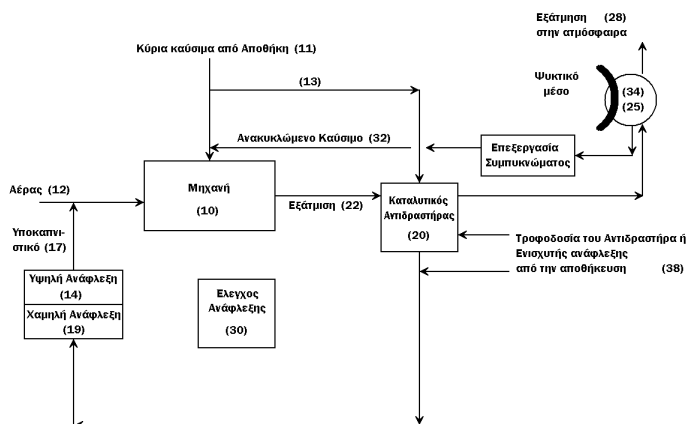 Εξάτμηση (28)
στην ατμόσφαιρα
Κύρια καύσιμα από Αποθήκη (11)
(13)
Ψυκτικό
μέσο
(34)
(25)
Ανακυκλωμένο Καύσιμο (32)
Επεξεργασία
Συμπυκνώματος
Αέρας (12)
Μηχανή
(10)
Εξάτμιση (22)
Καταλυτικός
Αντιδραστήρας
(20)
Υποκαπνι-
στικό (17)
Τροφοδοσία του Αντιδραστήρα ή
Ενισχυτής ανάφλεξης
από την αποθήκευση (38)
Υψηλή Ανάφλεξη
(14)
Χαμηλή Ανάφλεξη
(19)
Ελεγχος
Ανάφλεξης
(30)